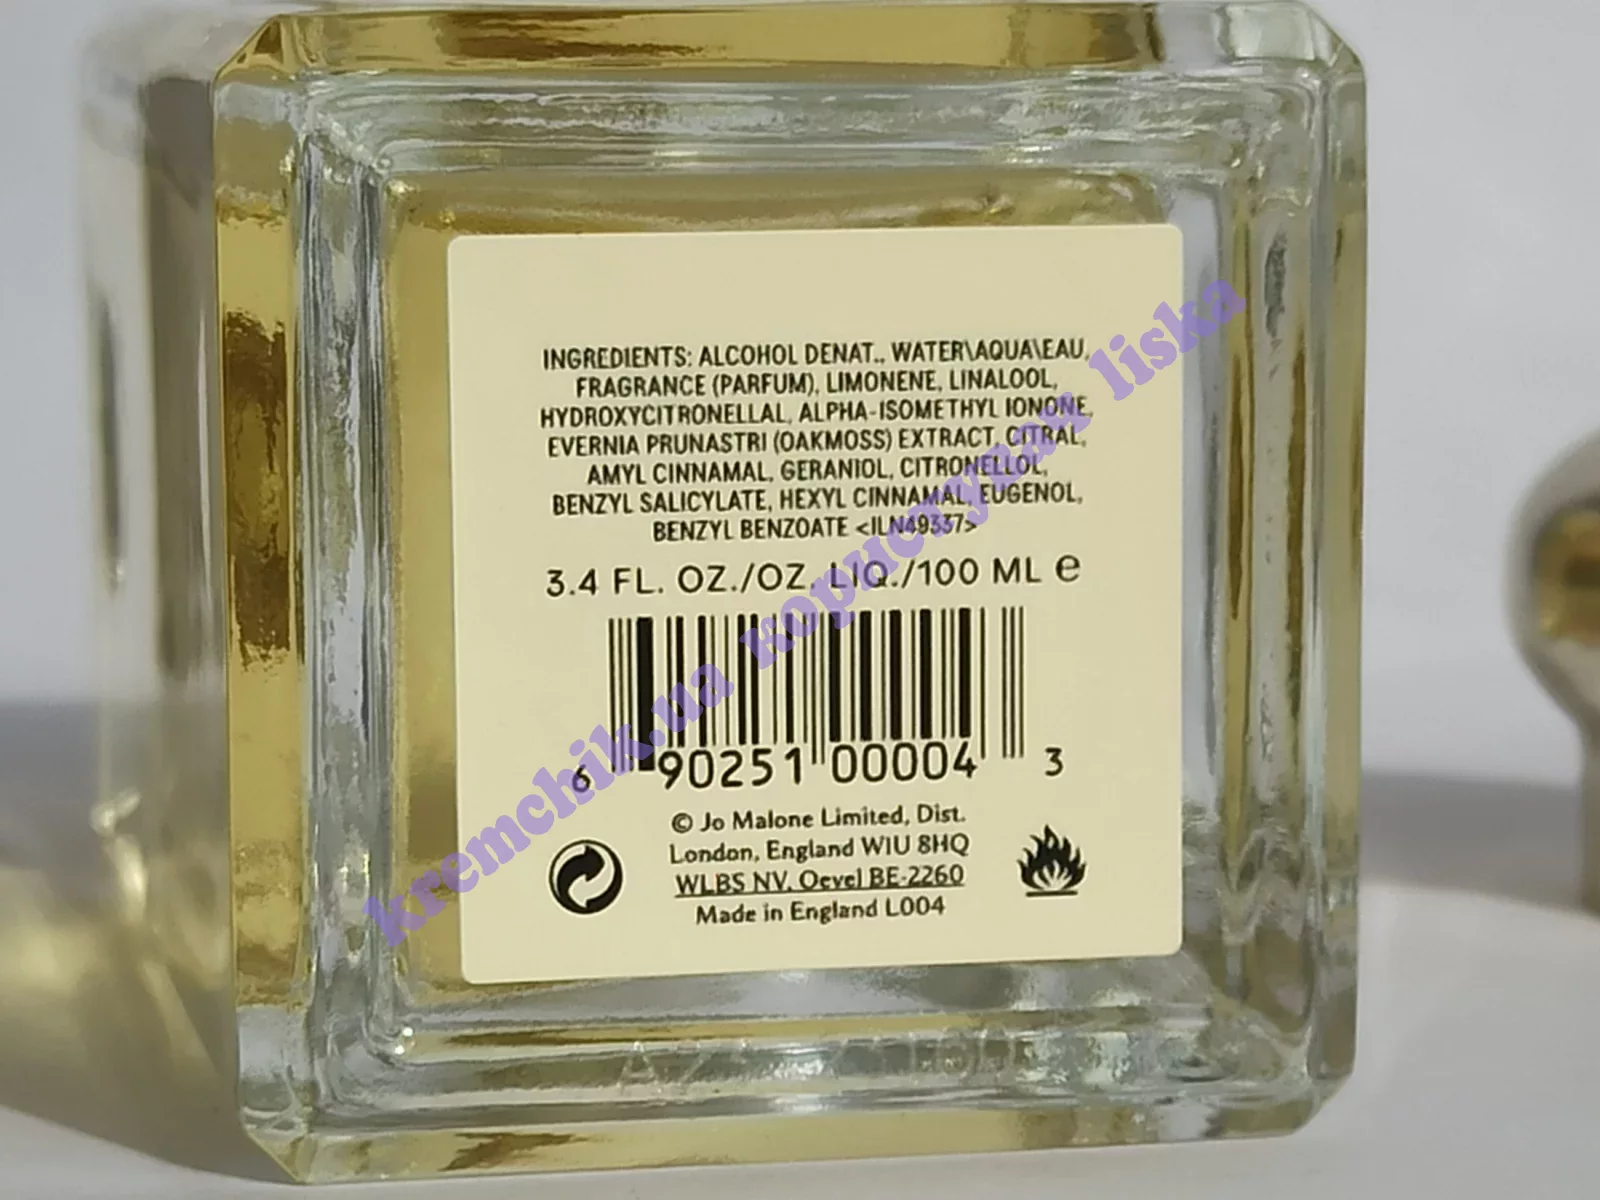 INGREDIENTS: ALCOHOL DENAT., WATER\AQUA\EAU,
FRAGRANCE (PARFUM), LIMONENE, LINALOOL,
HYDROXYCITRONELLAL, ALPHA-ISOMETHYL IONONE,
EVERNIA PRUNASTRI (OAKMOSS) EXTRACT, CITRAL,
AMYL CINNAMAL, GERANIOL, CITRONELLOL,
BENZYL SALICYLATE, HEXYL CINNAMAL, EUGENOL,
BENZYL BENZOATE <ILN49337>
3.4 FL. OZ./OZ. LIQ./100 ML ℮
6 90251 00004 3
© Jo Malone Limited, Dist.
London, England W1U 8HQ
WLBS NV. Oevel BE-2260
Made in England L004
kremchik.ua користувач liska